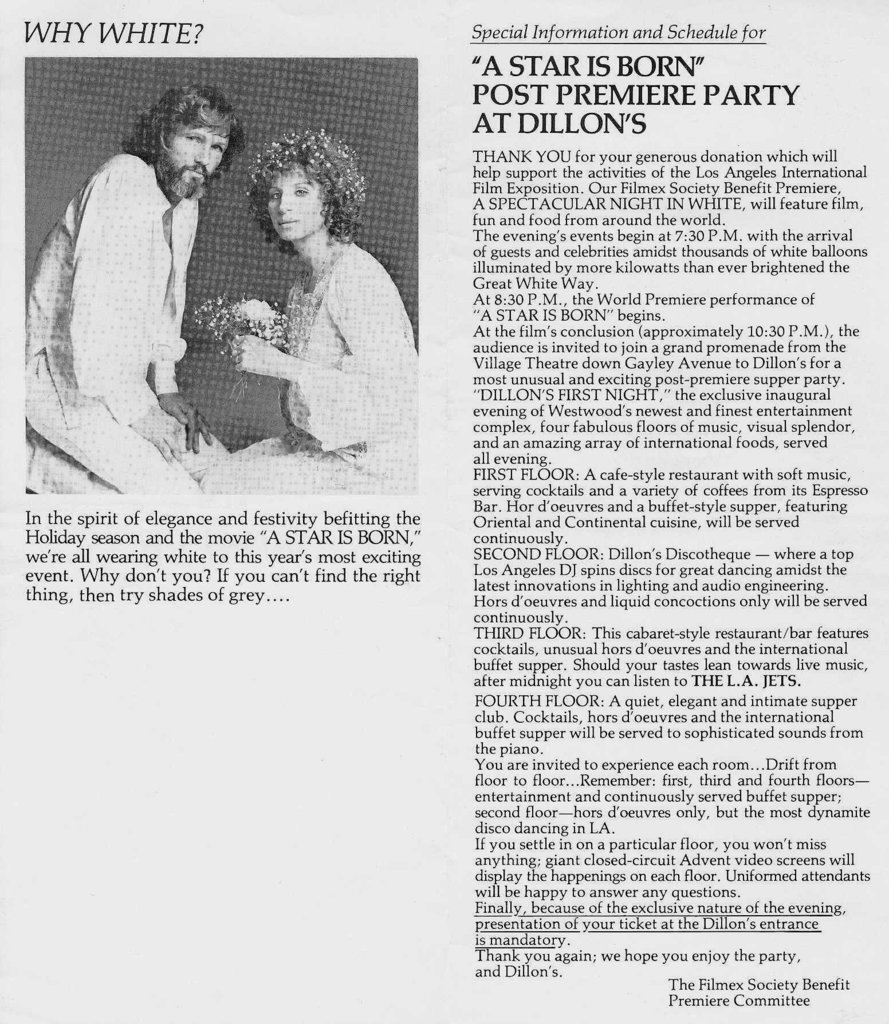 WHY WHITE?
In the spirit of elegance and festivity befitting the
Holiday season and the movie "A STAR IS BORN,"
we're all wearing white to this year's most exciting
event. Why don't you? If you can't find the right
thing, then try shades of grey....
Special Information and Schedule for
"A STAR IS BORN"
POST PREMIERE PARTY
AT DILLON'S
THANK YOU for your generous donation which will
help support the activities of the Los Angeles International
Film Exposition. Our Filmex Society Benefit Premiere,
A SPECTACULAR NIGHT IN WHITE, will feature film,
fun and food from around the world.
The evening's events begin at 7:30 P.M. with the arrival
of guests and celebrities amidst thousands of white balloons
illuminated by more kilowatts than ever brightened the
Great White Way.
At 8:30 P.M., the World Premiere performance of
"A STAR IS BORN" begins.
At the film's conclusion (approximately 10:30 P.M.), the
audience is invited to join a grand promenade from the
Village Theatre down Gayley Avenue to Dillon's for a
most unusual and exciting post-premiere supper party.
"DILLON'S FIRST NIGHT," the exclusive inaugural
evening of Westwood's newest and finest entertainment
complex, four fabulous floors of music, visual splendor,
and an amazing array of international foods, served
all evening.
FIRST FLOOR: A cafe-style restaurant with soft music,
serving cocktails and a variety of coffees from its Espresso
Bar. Hor d'oeuvres and a buffet-style supper, featuring
Oriental and Continental cuisine, will be served
continuously.
SECOND FLOOR: Dillon's Discotheque — where a top
Los Angeles DJ spins discs for great dancing amidst the
latest innovations in lighting and audio engineering.
Hors d'oeuvres and liquid concoctions only will be served
continuously.
THIRD FLOOR: This cabaret-style restaurant/bar features
cocktails, unusual hors d'oeuvres and the international
buffet supper. Should your tastes lean towards live music,
after midnight you can listen to THE L.A. JETS.
FOURTH FLOOR: A quiet, elegant and intimate supper
club. Cocktails, hors d'oeuvres and the international
buffet supper will be served to sophisticated sounds from
the piano.
You are invited to experience each room...Drift from
floor to floor...Remember: first, third and fourth floors—
entertainment and continuously served buffet supper;
second floor—hors d'oeuvres only, but the most dynamite
disco dancing in LA.
If you settle in on a particular floor, you won't miss
anything; giant closed-circuit Advent video screens will
display the happenings on each floor. Uniformed attendants
will be happy to answer any questions.
Finally, because of the exclusive nature of the evening,
presentation of your ticket at the Dillon's entrance
is mandatory.
Thank you again; we hope you enjoy the party,
and Dillon's.
The Filmex Society Benefit
Premiere Committee